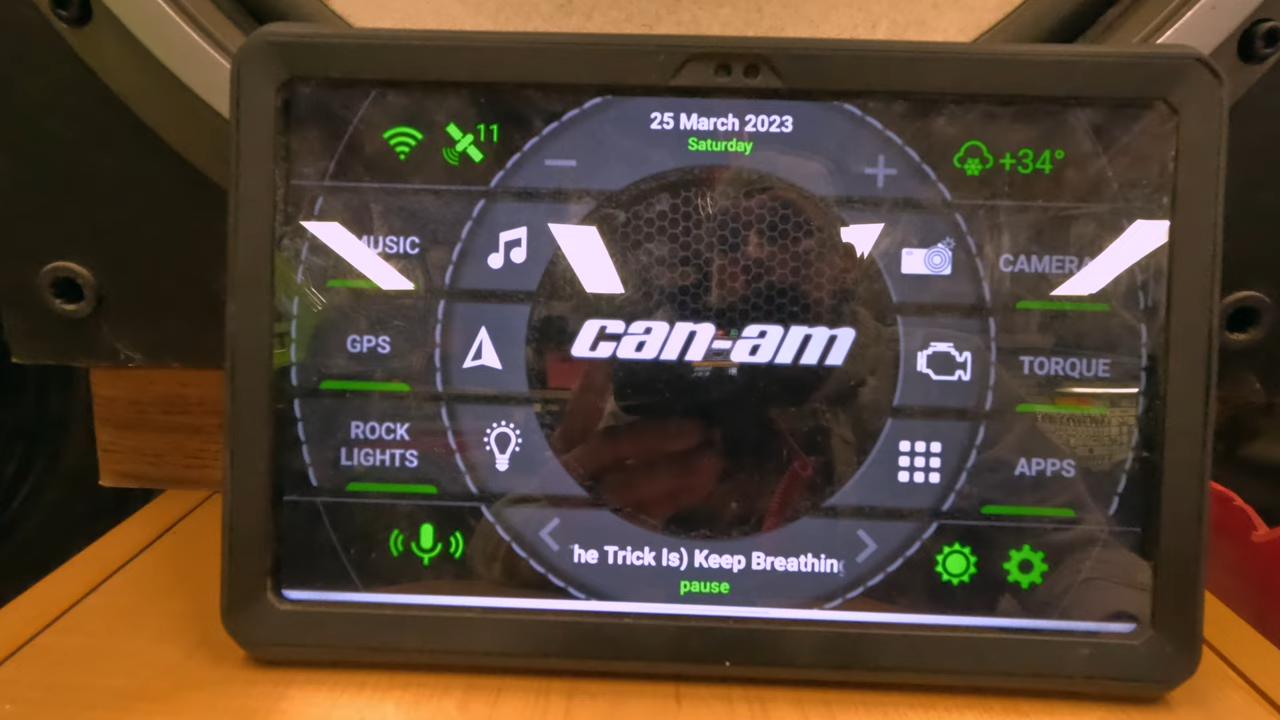 25 March 2023
Saturday
11
+34°
MUSIC
CAMERA
GPS
can-am
TORQUE
ROCK
LIGHTS
APPS
he Trick Is) Keep Breathin
pause